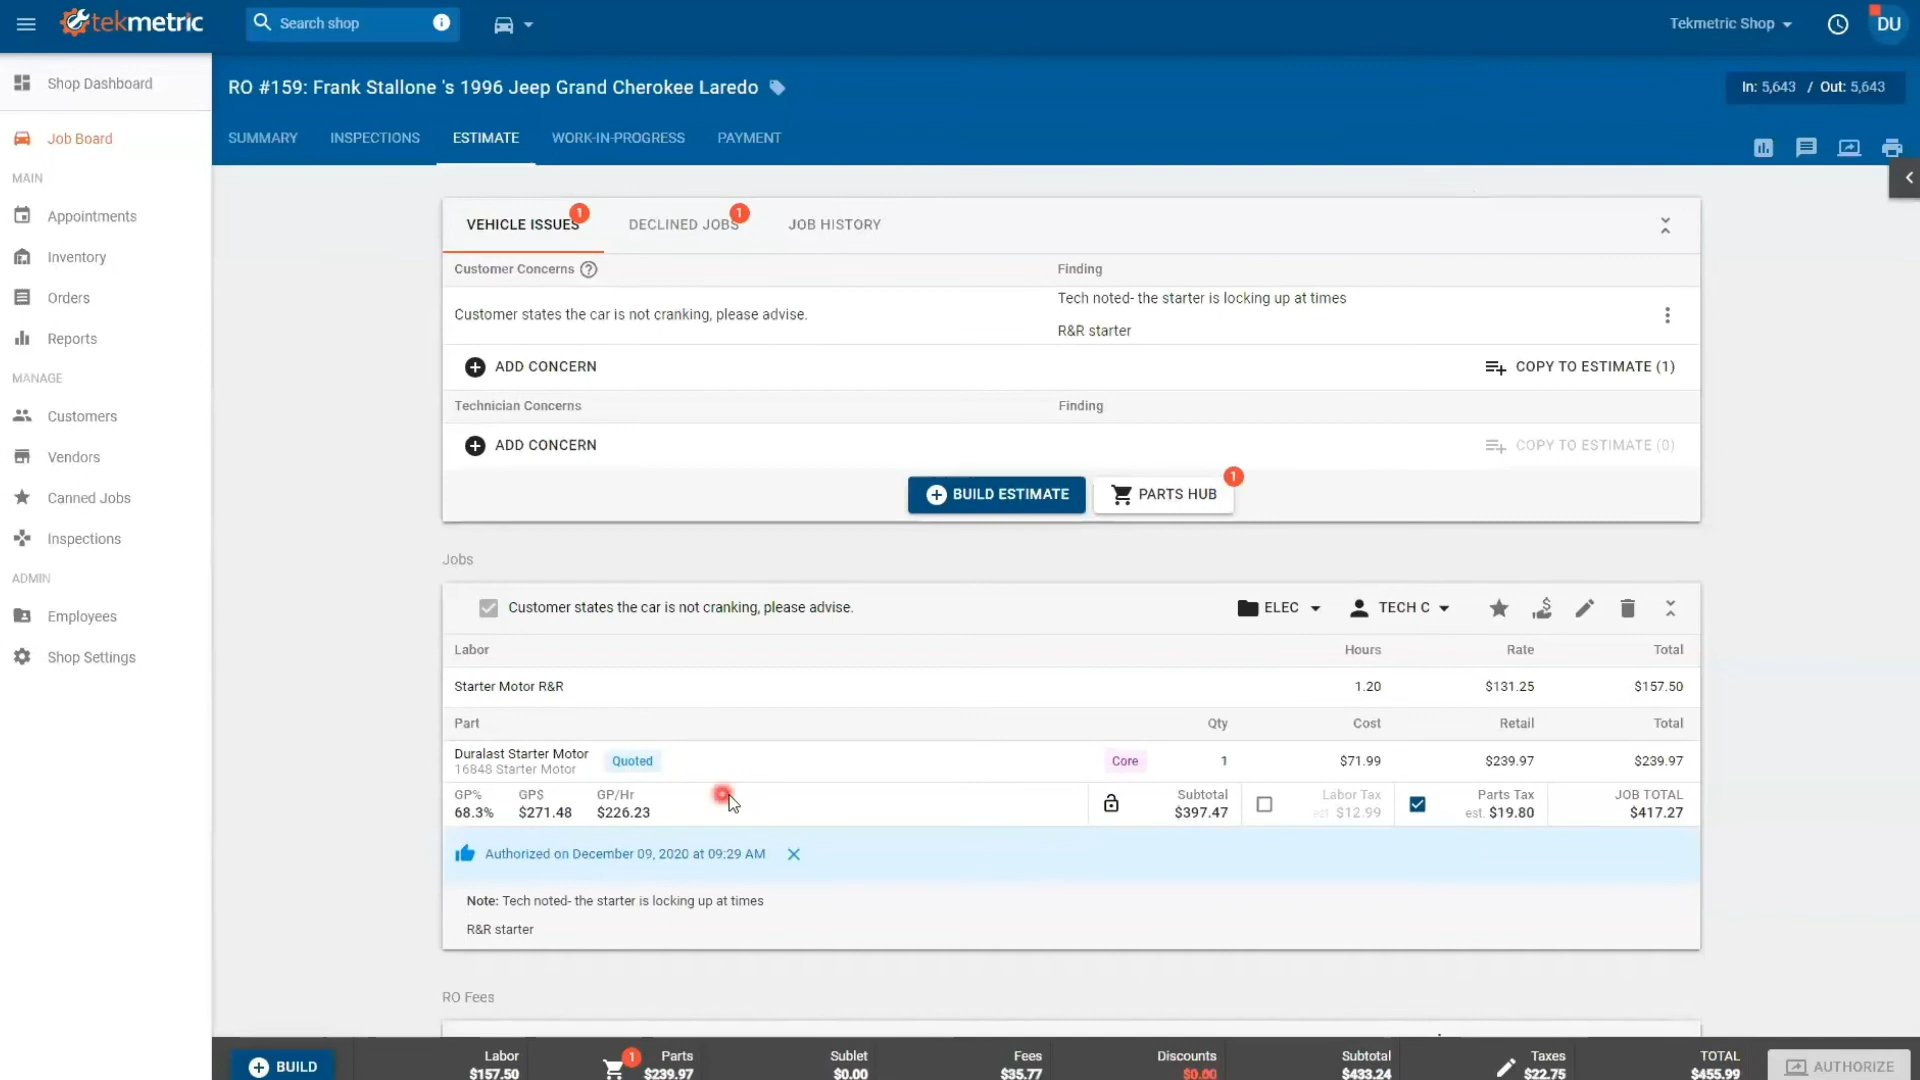 tekmetric
Search shop
Tekmetric Shop
DU
Shop Dashboard
RO #159: Frank Stallone 's 1996 Jeep Grand Cherokee Laredo
In: 5,643 / Out: 5,643
Job Board
SUMMARY INSPECTIONS ESTIMATE WORK-IN-PROGRESS PAYMENT
MAIN
Appointments
Inventory
Orders
Reports
MANAGE
Customers
Vendors
Canned Jobs
Inspections
ADMIN
Employees
Shop Settings
VEHICLE ISSUES 1 DECLINED JOBS 1 JOB HISTORY
Customer Concerns ? Finding
Customer states the car is not cranking, please advise.
Tech noted- the starter is locking up at times
R&R starter
ADD CONCERN COPY TO ESTIMATE (1)
Technician Concerns Finding
ADD CONCERN COPY TO ESTIMATE (0)
BUILD ESTIMATE PARTS HUB 1
Jobs
Customer states the car is not cranking, please advise. ELEC TECH C
Labor Hours Rate Total
Starter Motor R&R 1.20 $131.25 $157.50
Part Qty Cost Retail Total
Duralast Starter Motor
16848 Starter Motor
Quoted Core 1 $71.99 $239.97 $239.97
GP% GP$ GP/Hr Subtotal Labor Tax Parts Tax JOB TOTAL
68.3% $271.48 $226.23 $397.47 est. $12.99 est. $19.80 $417.27
Authorized on December 09, 2020 at 09:29 AM
Note: Tech noted- the starter is locking up at times
R&R starter
RO Fees
BUILD
Labor 1 Parts Sublet Fees Discounts Subtotal Taxes TOTAL
$157.50 $239.97 $0.00 $35.77 $0.00 $433.24 $22.75 $455.99
AUTHORIZE